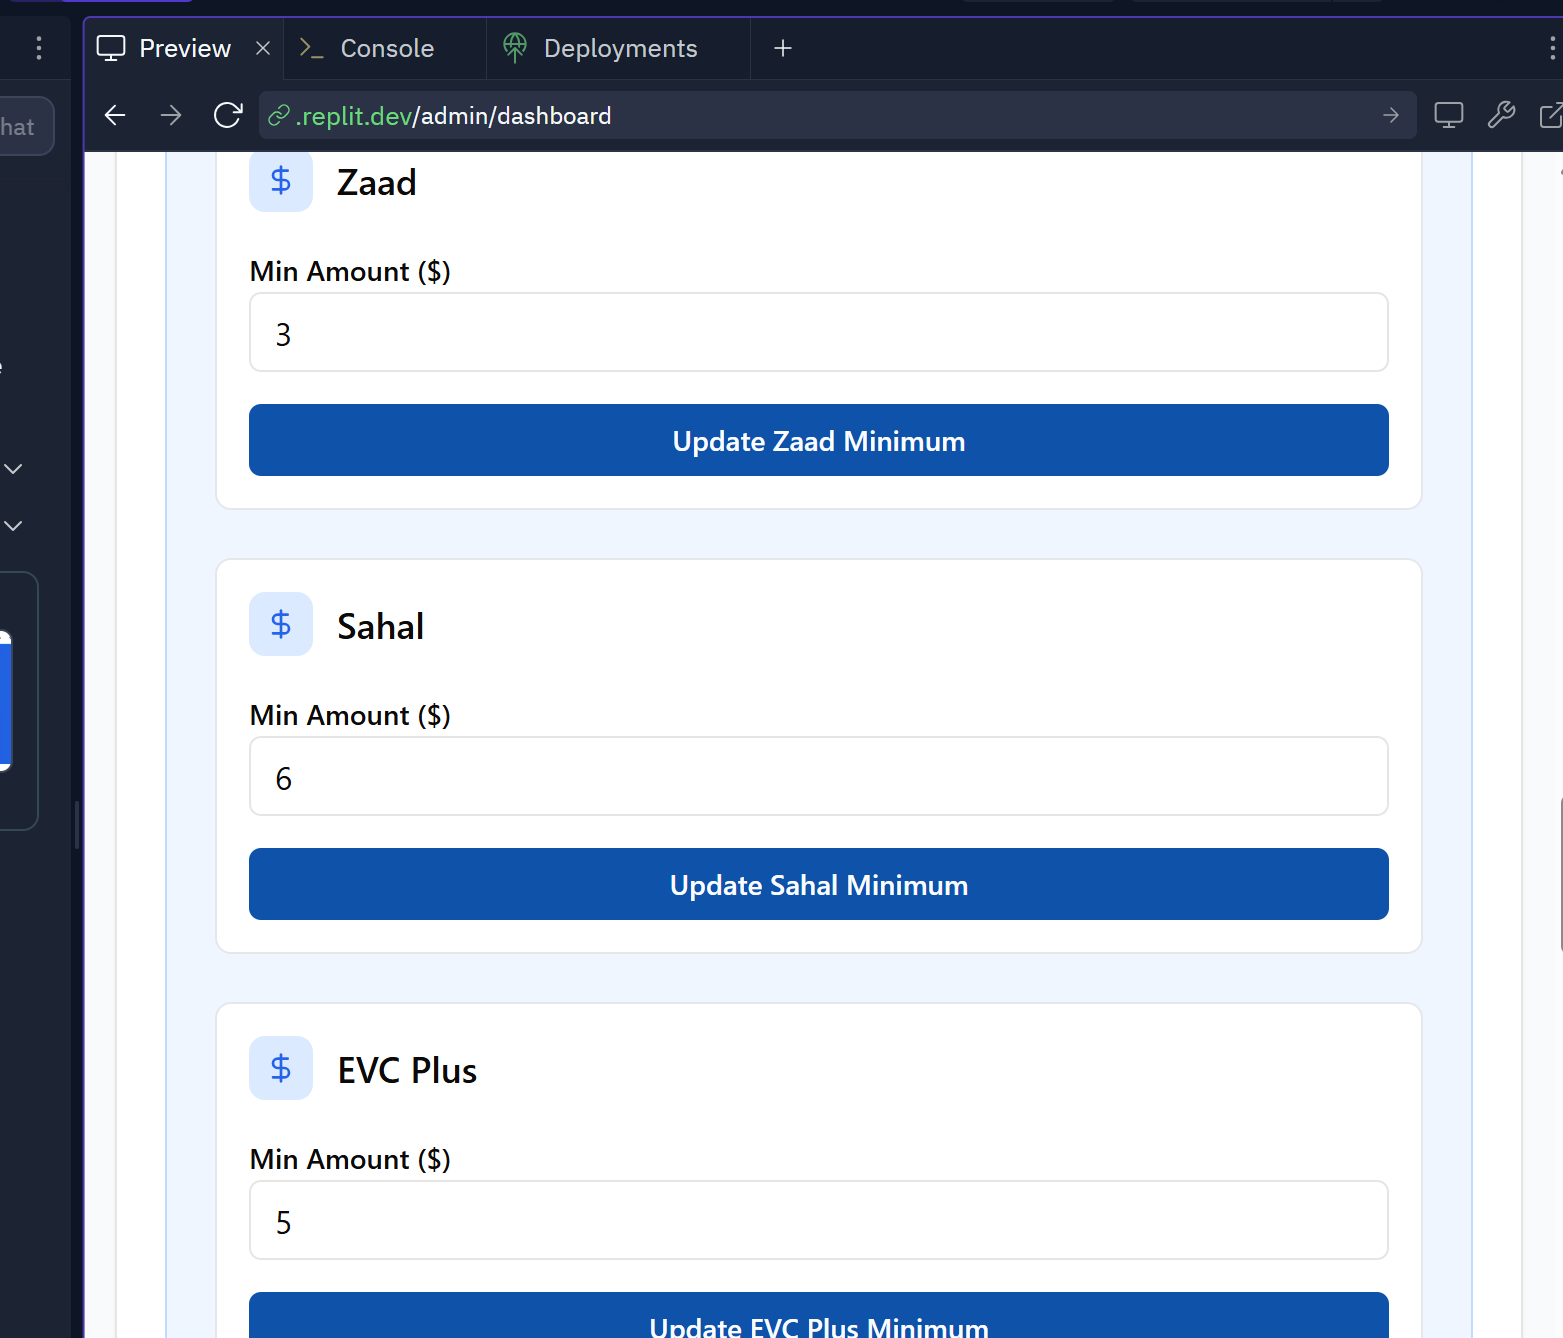 Preview
Console
Deployments
hat
.replit.dev/admin/dashboard
$ Zaad
Min Amount ($)
3
Update Zaad Minimum
$ Sahal
Min Amount ($)
6
Update Sahal Minimum
$ EVC Plus
Min Amount ($)
5
Update EVC Plus Minimum